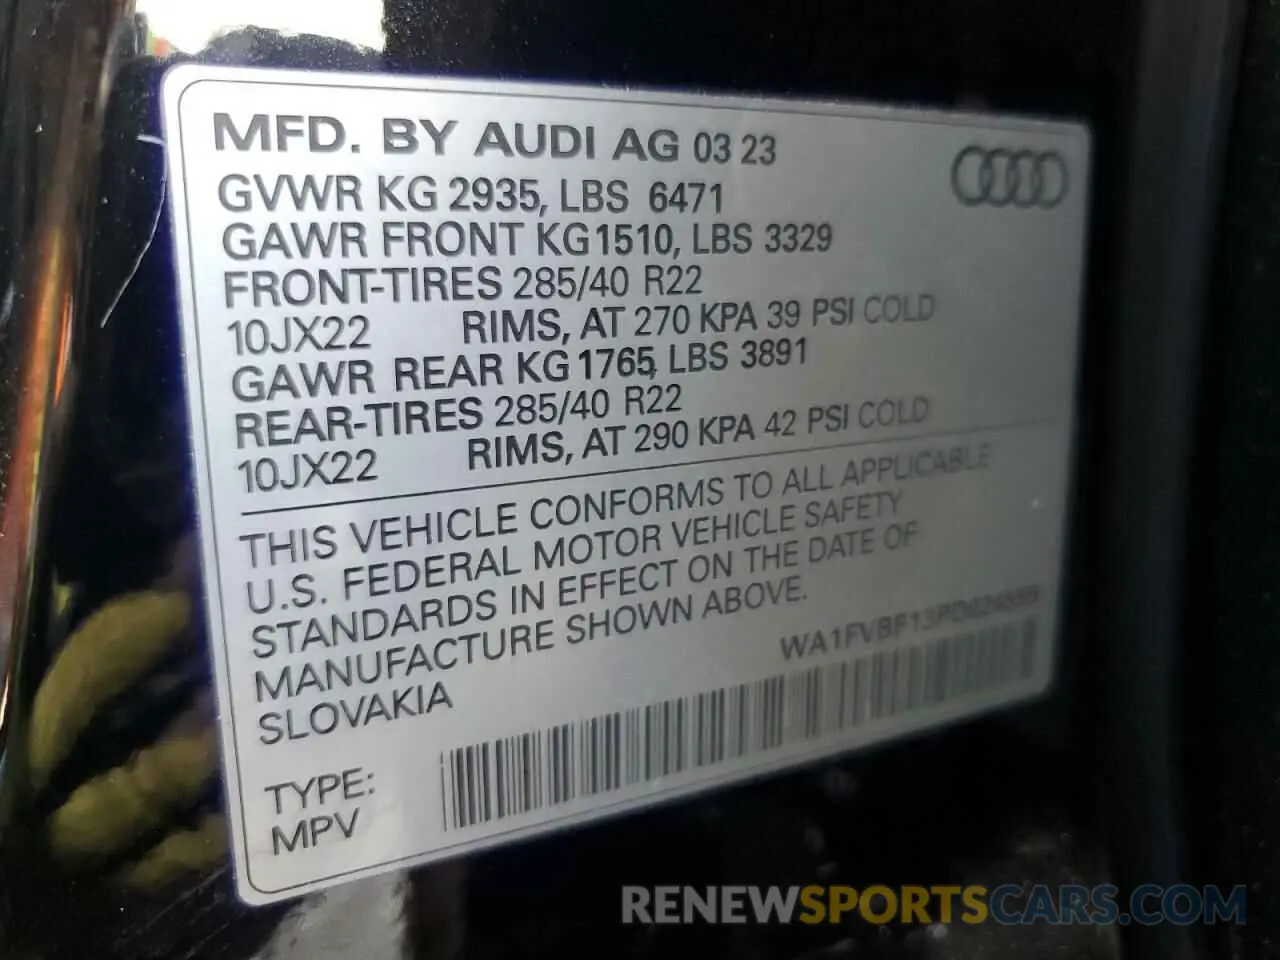 MFD. BY AUDI AG 03 23
GVWR KG 2935, LBS 6471
GAWR FRONT KG1510, LBS 3329
FRONT-TIRES 285/40 R22
10JX22 RIMS, AT 270 KPA 39 PSI COLD
GAWR REAR KG 1765, LBS 3891
REAR-TIRES 285/40 R22
10JX22 RIMS, AT 290 KPA 42 PSI COLD
THIS VEHICLE CONFORMS TO ALL APPLICABLE
U.S. FEDERAL MOTOR VEHICLE SAFETY
STANDARDS IN EFFECT ON THE DATE OF
MANUFACTURE SHOWN ABOVE.
SLOVAKIA
TYPE:
MPV
RENEWSPORTSCARS.COM